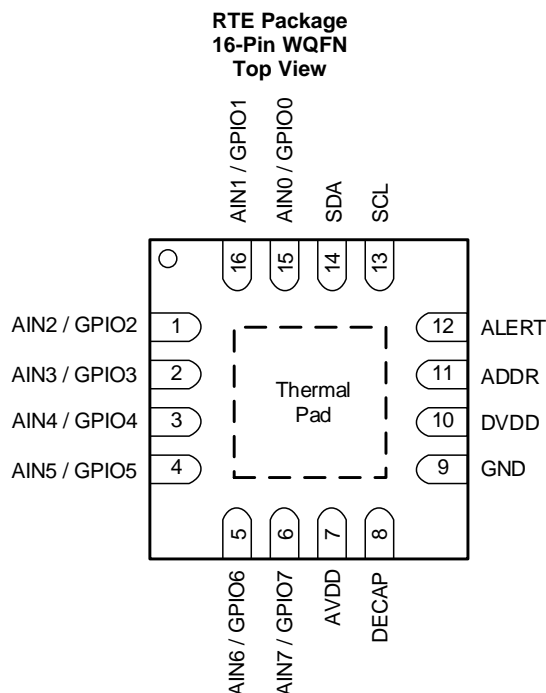 RTE Package
16-Pin WQFN
Top View
AIN1 / GPIO1
AIN0 / GPIO0
SDA
SCL
16
15
14
13
AIN2 / GPIO2
1
12
ALERT
AIN3 / GPIO3
2
11
ADDR
Thermal
Pad
AIN4 / GPIO4
3
10
DVDD
AIN5 / GPIO5
4
9
GND
5
6
7
8
AIN6 / GPIO6
AIN7 / GPIO7
AVDD
DECAP